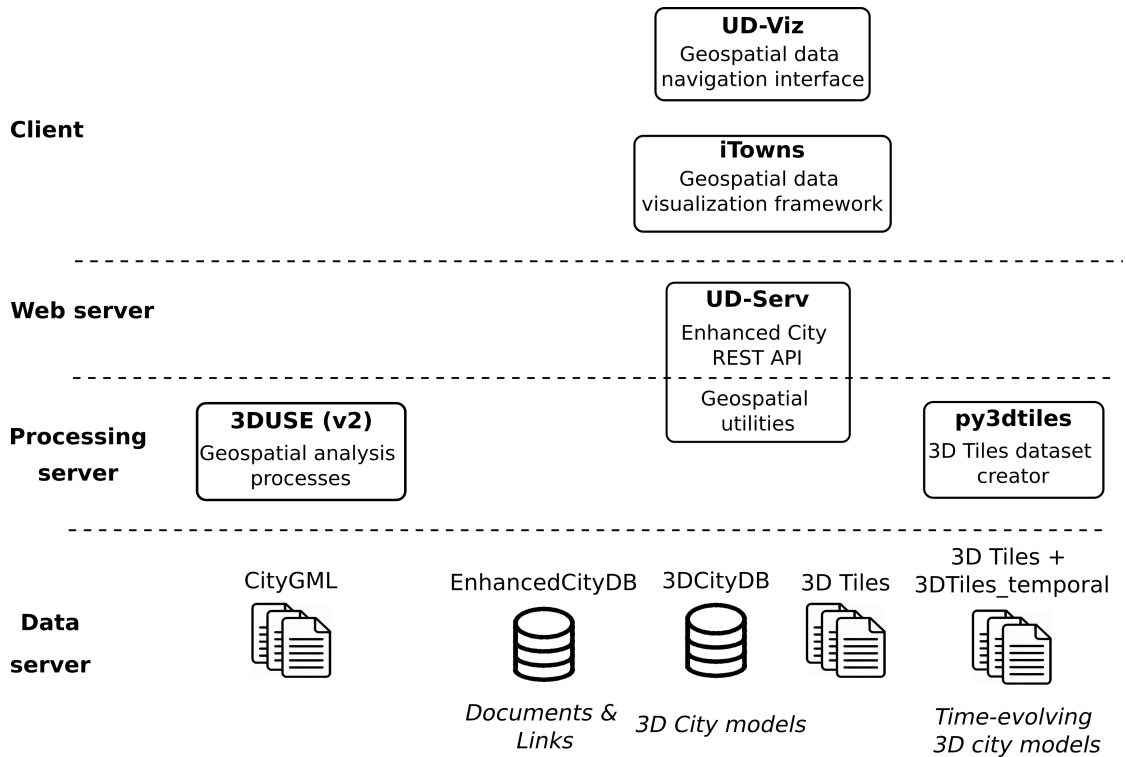 UD-Viz
Geospatial data
navigation interface
Client
iTowns
Geospatial data
visualization framework
Web server
UD-Serv
Enhanced City
REST API
Geospatial
utilities
Processing
server
3DUSE (v2)
Geospatial analysis
processes
py3dtiles
3D Tiles dataset
creator
Data
server
CityGML
EnhancedCityDB
Documents &
Links
3DCityDB
3D Tiles
3D City models
3D Tiles +
3DTiles_temporal
Time-evolving
3D city models